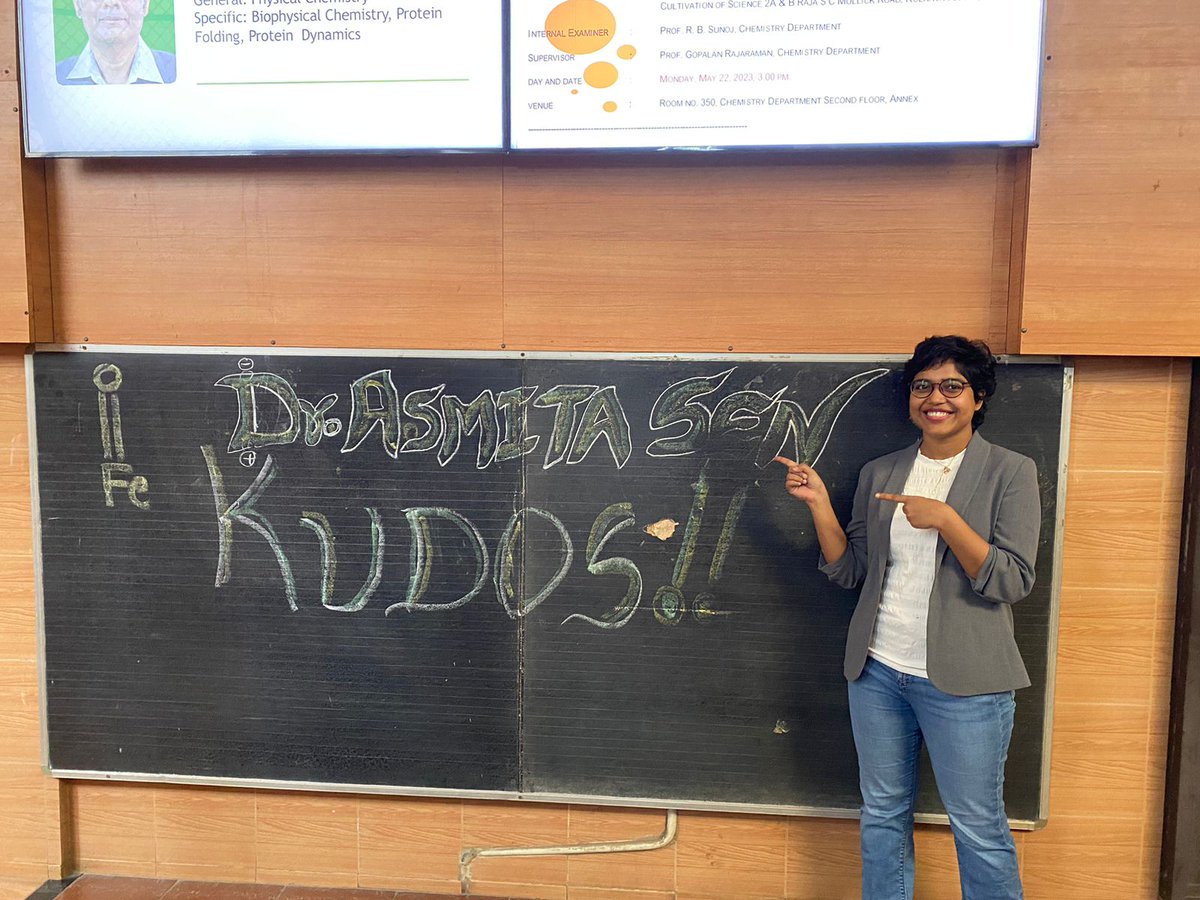 General: Physical Chemistry
Specific: Biophysical Chemistry, Protein
Folding, Protein Dynamics
CULTIVATION OF SCIENCE 2A & B RAJA S C MULLICK ROAD,
INTERNAL EXAMINER : PROF. R. B. SUNOJ, CHEMISTRY DEPARTMENT
SUPERVISOR : PROF. GOPALAN RAJARAMAN, CHEMISTRY DEPARTMENT
DAY AND DATE : MONDAY, MAY 22, 2023, 3.00 PM
VENUE : ROOM NO. 350, CHEMISTRY DEPARTMENT SECOND FLOOR, ANNEX
O
Fe
Dr. ASMITA SEN
KUDOS!!